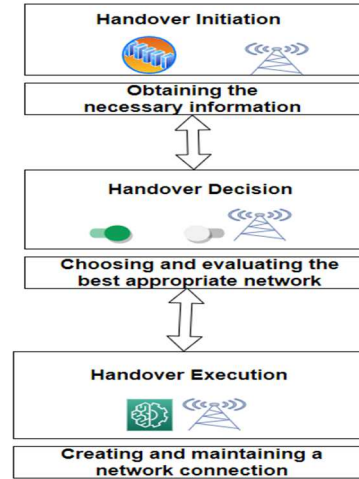 Handover Initiation
Obtaining the
necessary information
Handover Decision
Choosing and evaluating the
best appropriate network
Handover Execution
Creating and maintaining a
network connection